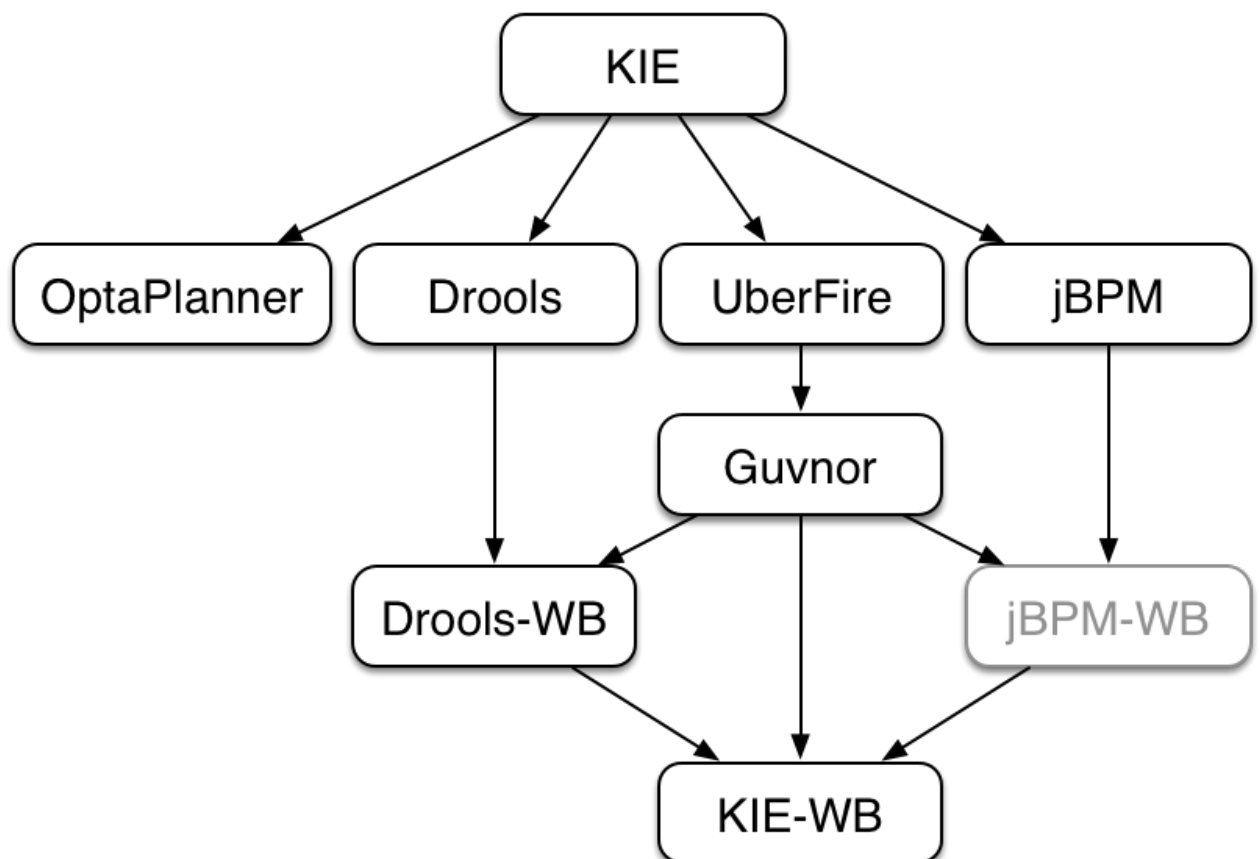 KIE
OptaPlanner
Drools
UberFire
jBPM
Guvnor
Drools-WB
jBPM-WB
KIE-WB